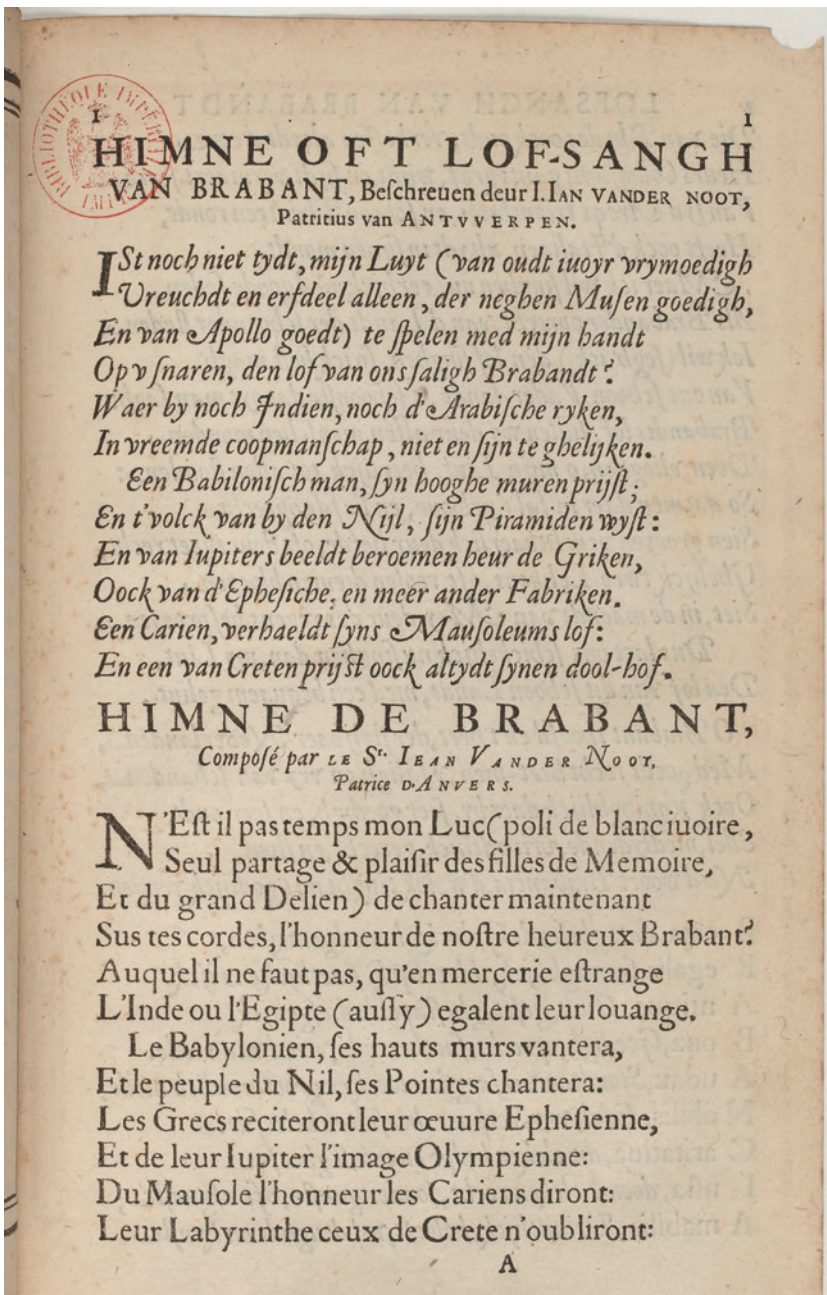 1 1
HIMNE OFT LOF-SANGH
VAN BRABANT, Beſchreuen deur I. IAN VANDER NOOT,
Patritius van ANTVVERPEN.
ISt noch niet tydt, mijn Luyt (van oudt iuoyr vrymoedigh
Vreuchdt en erfdeel alleen, der neghen Muſen goedigh,
En van Apollo goedt) te ſpelen med mijn handt
Op v ſnaren, den lof van ons ſaligh Brabandt?
Waer by noch Indien, noch d'Arabiſche ryken,
In vreemde coopmanſchap, niet en ſijn te ghelijken.
Een Babiloniſch man, ſyn hooghe muren prijſt;
En t'volck van by den Nijl, ſijn Piramiden wyſt:
En van Iupiters beeldt beroemen heur de Griken,
Oock van d'Epheſiche, en meer ander Fabriken.
Een Carien, verhaeldt ſyns Mauſoleums lof:
En een van Creten prijſt oock altydt ſynen dool-hof.
HIMNE DE BRABANT,
Compoſé par LE Sr. IEAN VANDER NOOT,
Patrice D'ANVERS.
N'Eſt il pas temps mon Luc (poli de blanc iuoire,
Seul partage & plaiſir des filles de Memoire,
Et du grand Delien) de chanter maintenant
Sus tes cordes, l'honneur de noſtre heureux Brabant?
Auquel il ne faut pas, qu'en mercerie eſtrange
L'Inde ou l'Egipte (auſſy) egalent leur louange.
Le Babylonien, ſes hauts murs vantera,
Et le peuple du Nil, ſes Pointes chantera:
Les Grecs reciteront leur œuure Epheſienne,
Et de leur Iupiter l'image Olympienne:
Du Mauſole l'honneur les Cariens diront:
Leur Labyrinthe ceux de Crete n'oubliront:
A